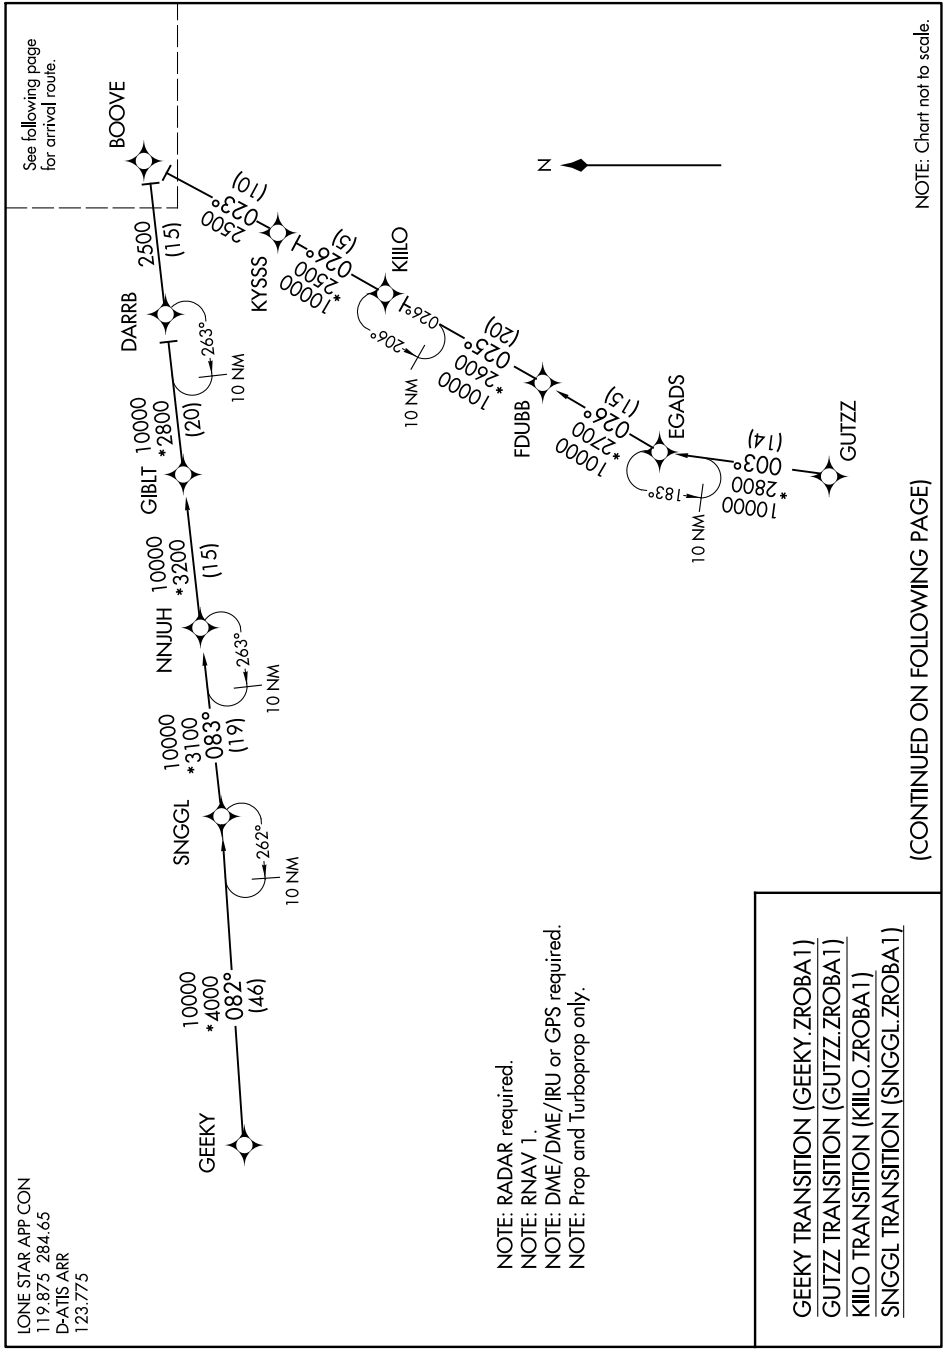 LONE STAR APP CON
119.875 284.65
D-ATIS ARR
123.775
See following page
for arrival route.
GEEKY
10000
*4000
082°
(46)
SNGGL
262°
10 NM
10000
*3100
083°
(19)
NNJUH
263°
10 NM
10000
*3200
(15)
GIBLT
10000
*2800
(20)
DARRB
263°
10 NM
2500
(15)
BOOVE
(10)
023°
2500
KYSSS
(5)
026°
*2500
10000
KIILO
026°
206°
10 NM
(20)
025°
*2600
10000
FDUBB
(15)
026°
*2700
10000
EGADS
183°
10 NM
(14)
003°
*2800
10000
GUTZZ
N
NOTE: RADAR required.
NOTE: RNAV 1.
NOTE: DME/DME/IRU or GPS required.
NOTE: Prop and Turboprop only.
GEEKY TRANSITION (GEEKY.ZROBA1)
GUTZZ TRANSITION (GUTZZ.ZROBA1)
KIILO TRANSITION (KIILO.ZROBA1)
SNGGL TRANSITION (SNGGL.ZROBA1)
(CONTINUED ON FOLLOWING PAGE)
NOTE: Chart not to scale.